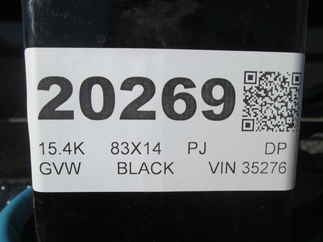 20269
15.4K 83X14 PJ DP
GVW BLACK VIN 35276